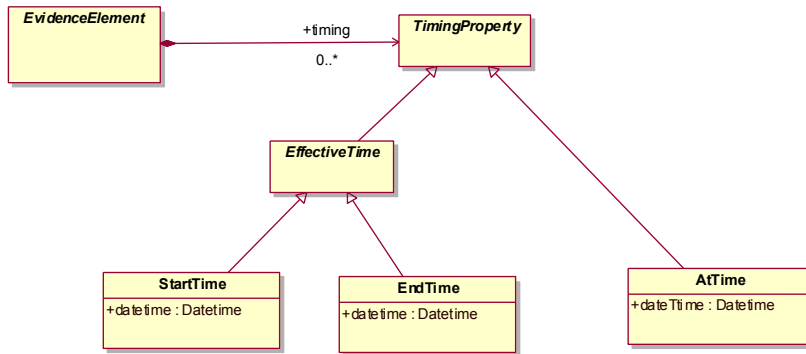 EvidenceElement
+timing
0..*
TimingProperty
EffectiveTime
StartTime
+datetime : Datetime
EndTime
+datetime : Datetime
AtTime
+dateTtime : Datetime